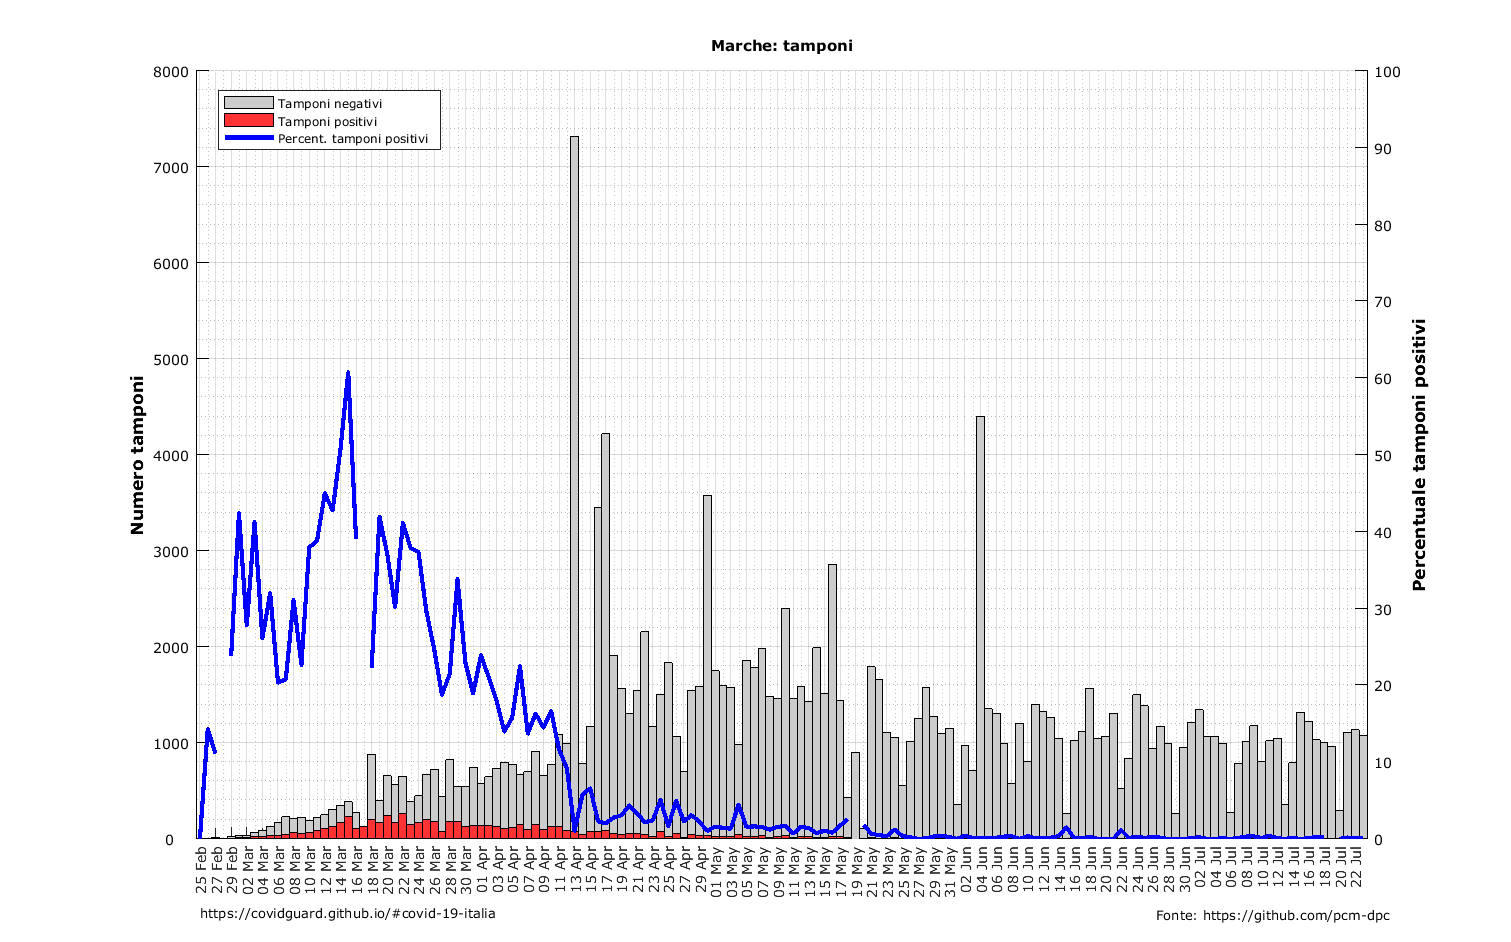 Marche: tamponi
8000
7000
6000
5000
4000
3000
2000
1000
0
Numero tamponi
Tamponi negativi
Tamponi positivi
Percent. tamponi positivi
100
90
80
70
60
50
40
30
20
10
0
Percentuale tamponi positivi
25 Feb
27 Feb
29 Feb
02 Mar
04 Mar
06 Mar
08 Mar
10 Mar
12 Mar
14 Mar
16 Mar
18 Mar
20 Mar
22 Mar
24 Mar
26 Mar
28 Mar
30 Mar
01 Apr
03 Apr
05 Apr
07 Apr
09 Apr
11 Apr
13 Apr
15 Apr
17 Apr
19 Apr
21 Apr
23 Apr
25 Apr
27 Apr
29 Apr
01 May
03 May
05 May
07 May
09 May
11 May
13 May
15 May
17 May
19 May
21 May
23 May
25 May
27 May
29 May
31 May
02 Jun
04 Jun
06 Jun
08 Jun
10 Jun
12 Jun
14 Jun
16 Jun
18 Jun
20 Jun
22 Jun
24 Jun
26 Jun
28 Jun
30 Jun
02 Jul
04 Jul
06 Jul
08 Jul
10 Jul
12 Jul
14 Jul
16 Jul
18 Jul
20 Jul
22 Jul
https://covidguard.github.io/#covid-19-italia
Fonte: https://github.com/pcm-dpc